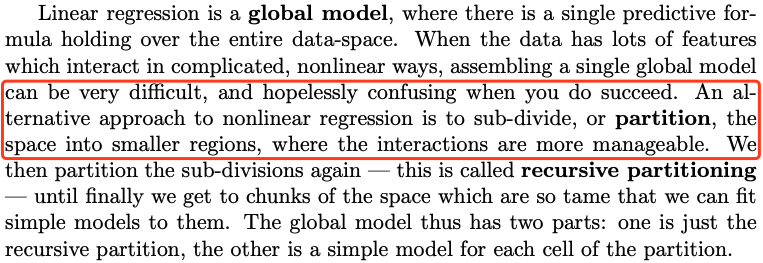 Linear regression is a global model, where there is a single predictive for-
mula holding over the entire data-space. When the data has lots of features
which interact in complicated, nonlinear ways, assembling a single global model
can be very difficult, and hopelessly confusing when you do succeed. An al-
ternative approach to nonlinear regression is to sub-divide, or partition, the
space into smaller regions, where the interactions are more manageable. We
then partition the sub-divisions again — this is called recursive partitioning
— until finally we get to chunks of the space which are so tame that we can fit
simple models to them. The global model thus has two parts: one is just the
recursive partition, the other is a simple model for each cell of the partition.